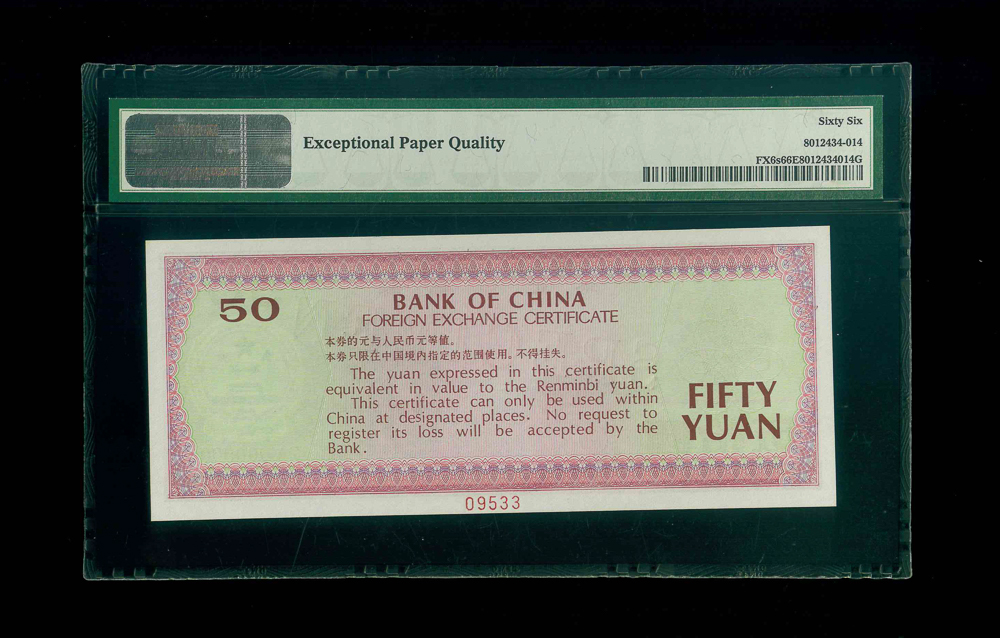 Exceptional Paper Quality
Sixty Six
8012434-014
FX6s66E8012434014G
50
BANK OF CHINA
FOREIGN EXCHANGE CERTIFICATE
本券的元与人民币元等值。
本券只限在中国境内指定的范围使用。不得挂失。
The yuan expressed in this certificate is
equivalent in value to the Renminbi yuan.
This certificate can only be used within
China at designated places. No request to
register its loss will be accepted by the
Bank.
FIFTY
YUAN
09533